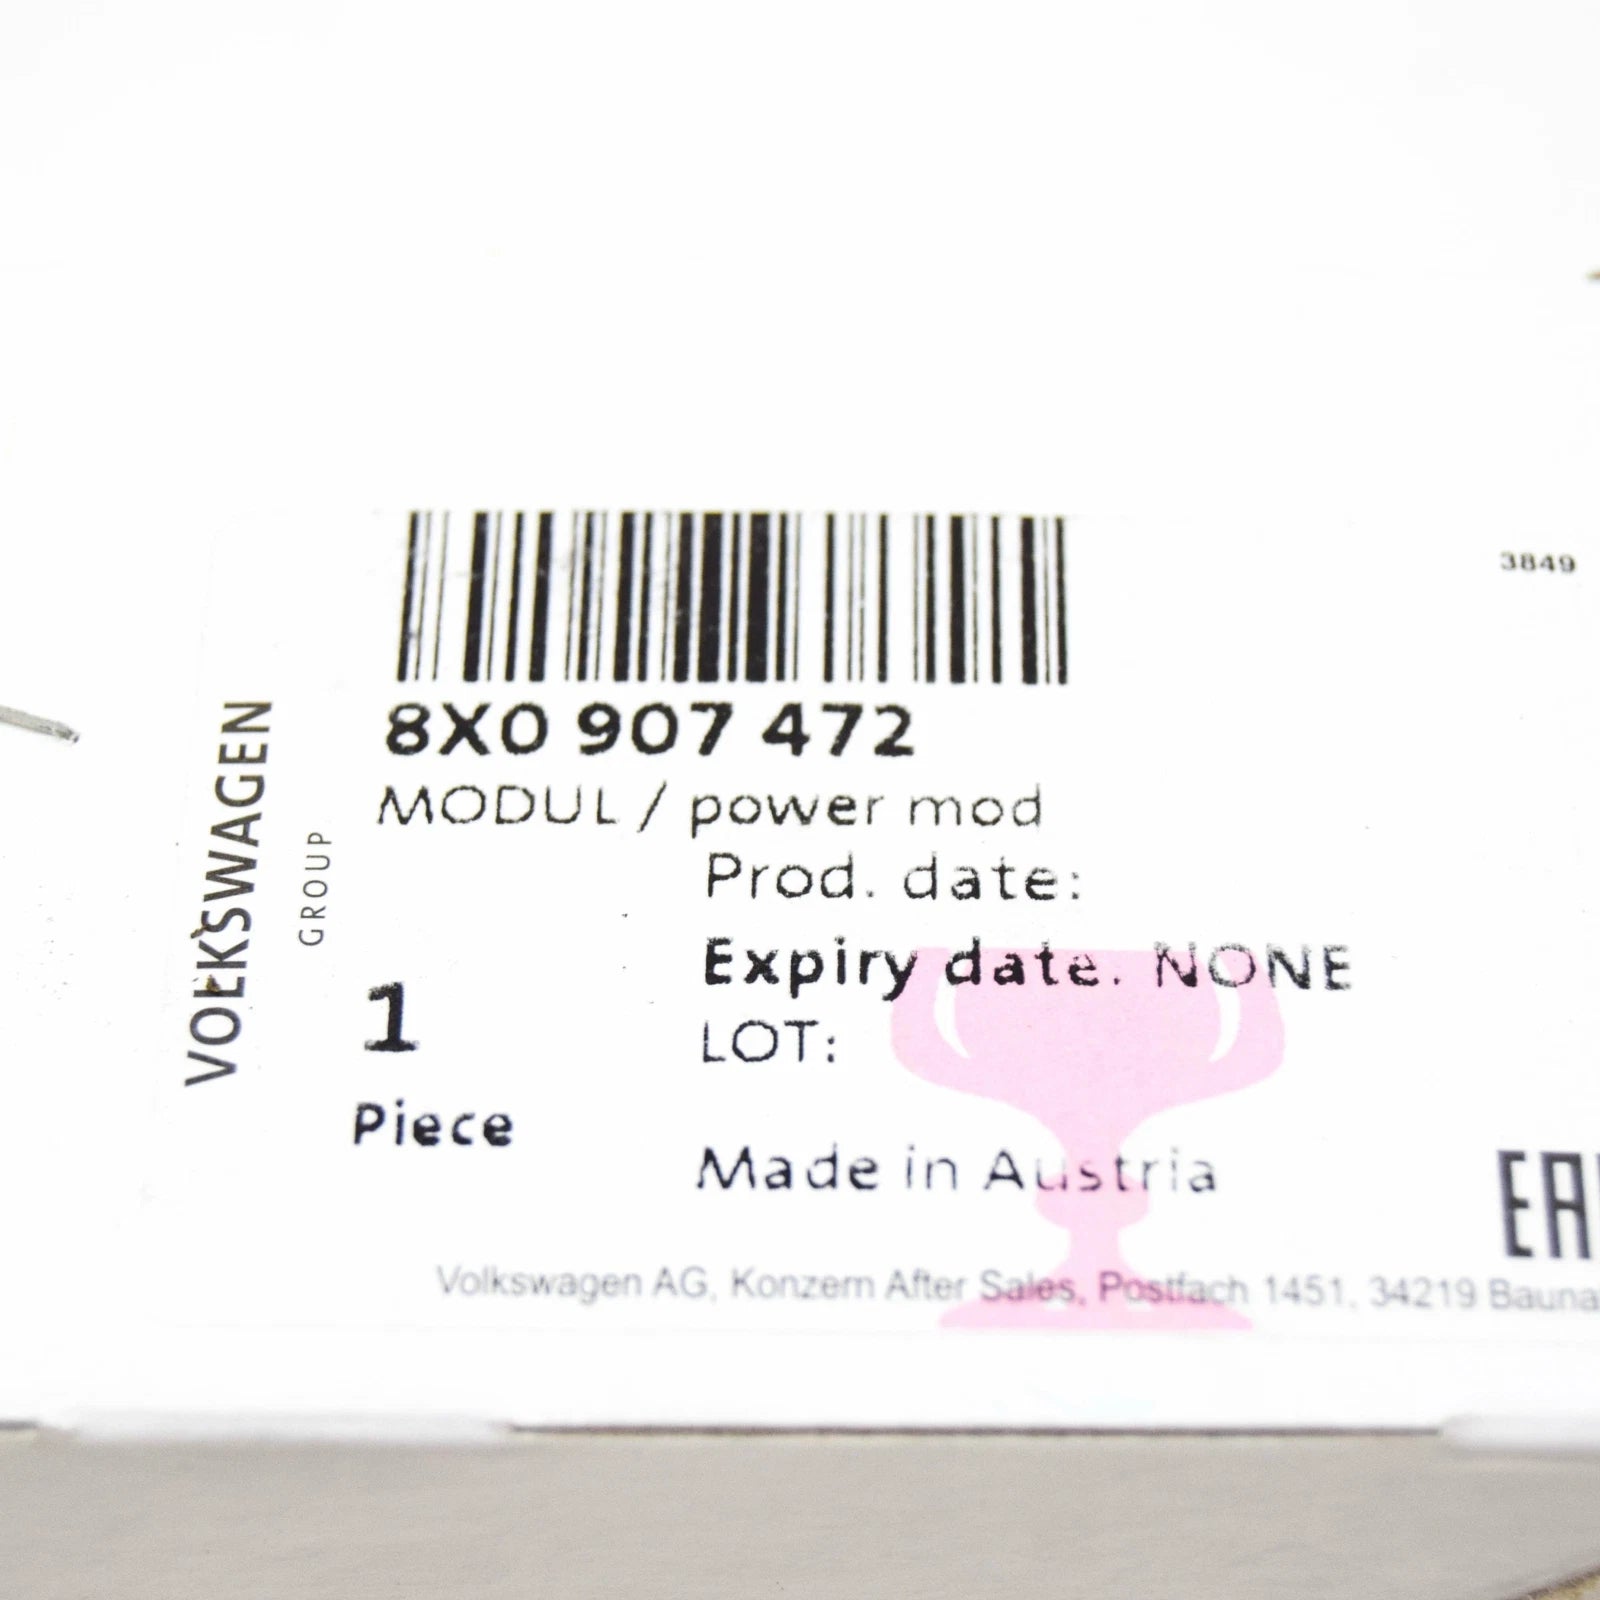 3849
8X0 907 472
MODUL / power mod
Prod. date:
Expiry date. NONE
LOT:
1
Piece
Made in Austria
VOLKSWAGEN
GROUP
Volkswagen AG, Konzern After Sales, Postfach 1451, 34219 Bauna